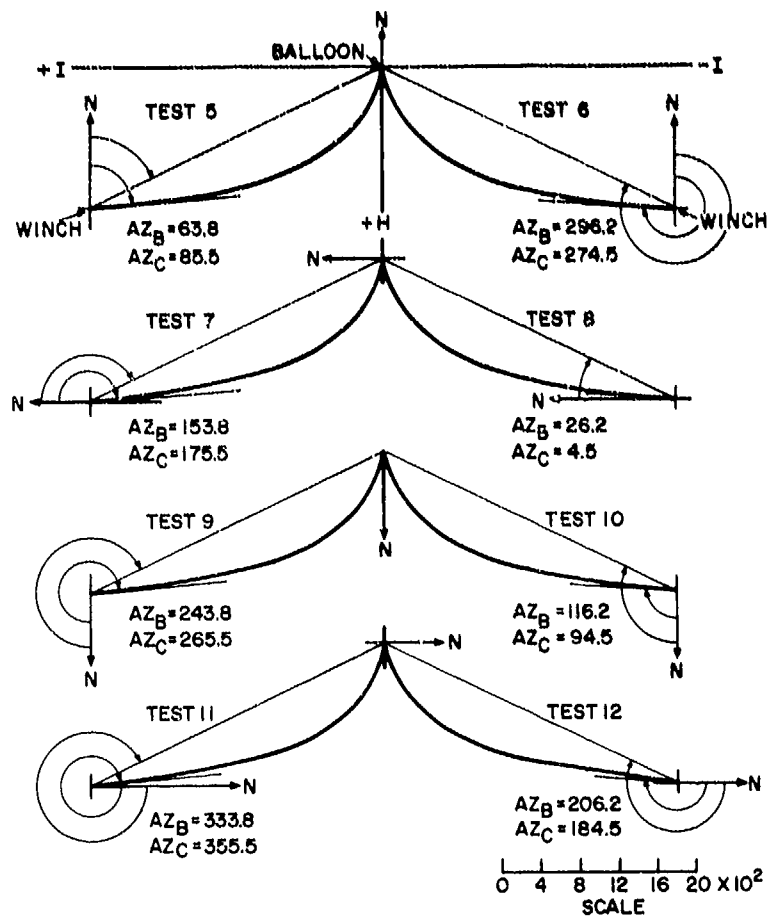 N
BALLOON
+I
-I
N
TEST 5
TEST 6
N
WINCH
AZB=63.8
AZC=85.5
+H
AZB=296.2
AZC=274.5
WINCH
N
TEST 7
TEST 8
N
AZB=153.8
AZC=175.5
N
AZB=26.2
AZC=4.5
TEST 9
TEST 10
N
AZB=243.8
AZC=265.5
N
AZB=116.2
AZC=94.5
N
N
TEST 11
TEST 12
N
AZB=333.8
AZC=355.5
AZB=206.2
AZC=184.5
N
0 4 8 12 16 20 X10²
SCALE